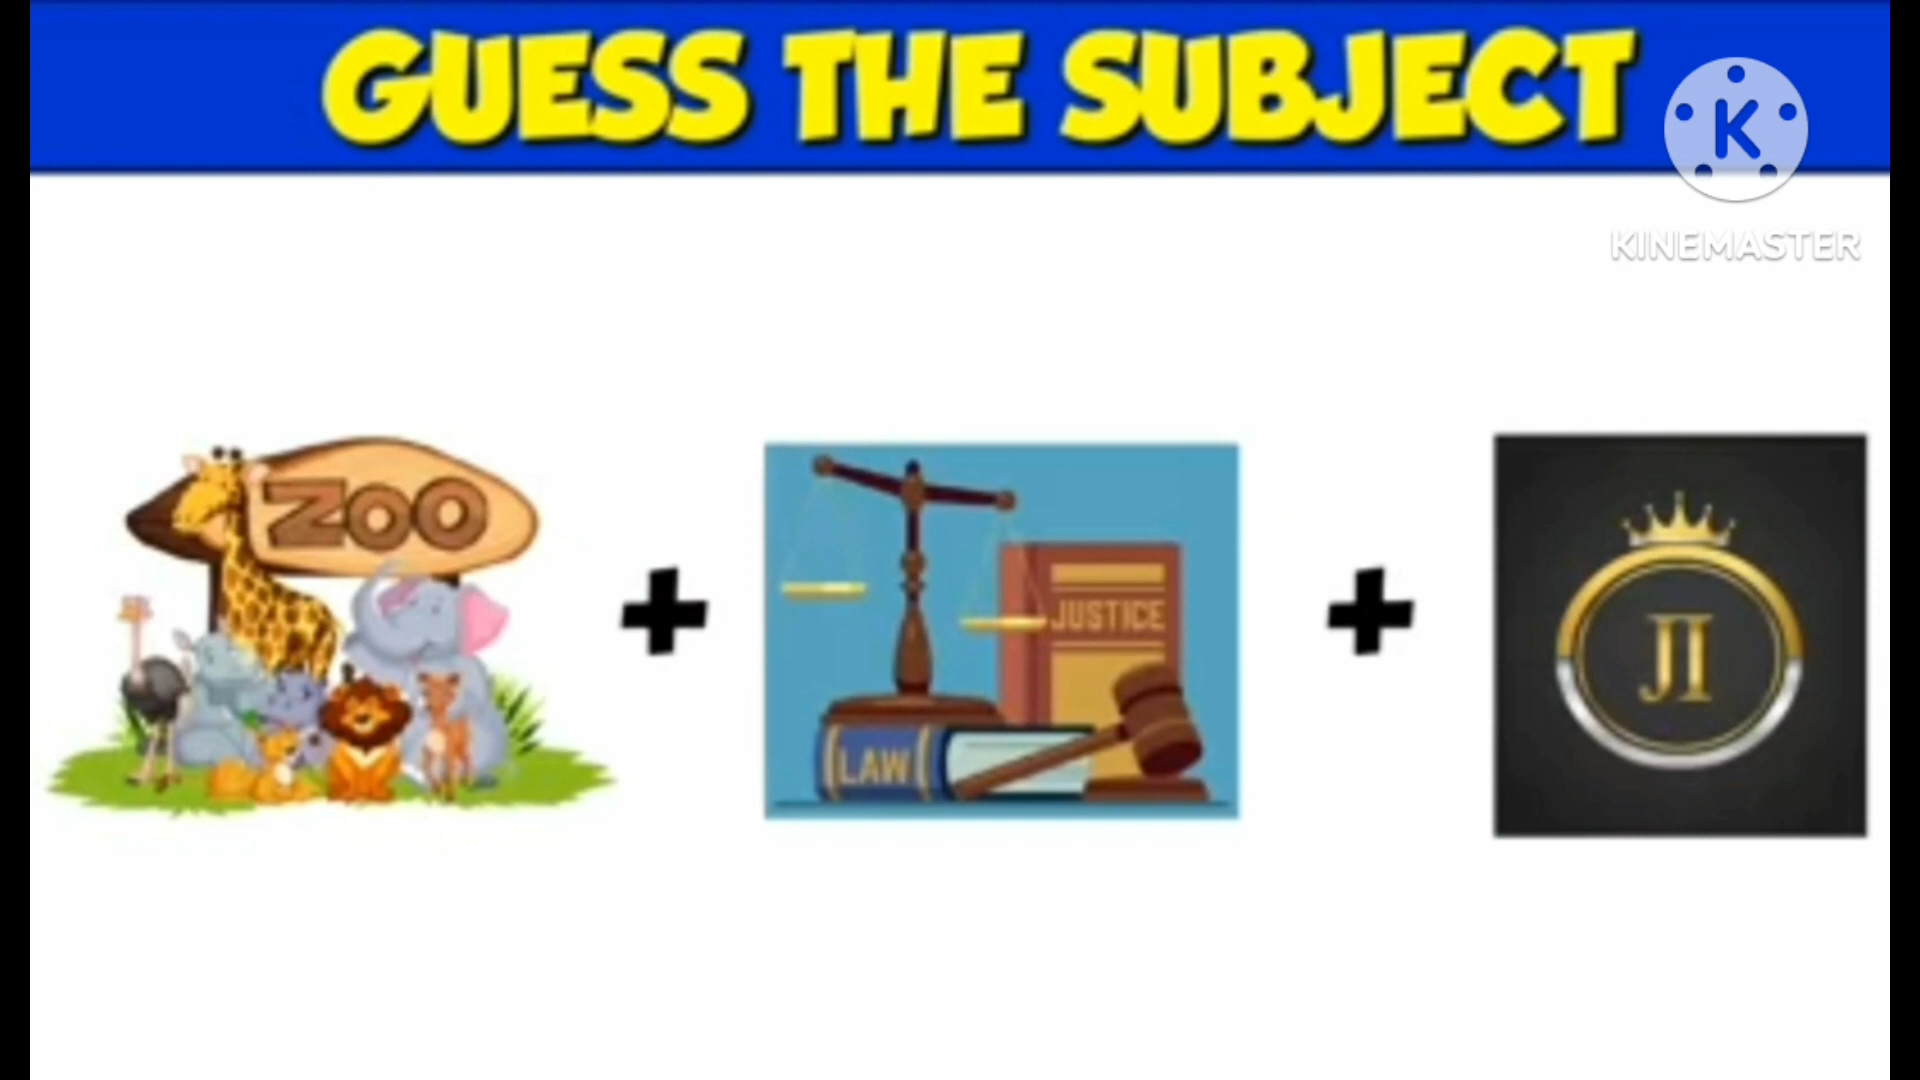 GUESS THE SUBJECT
K
KINEMASTER
ZOO
+
+
JUSTICE
LAW
JI